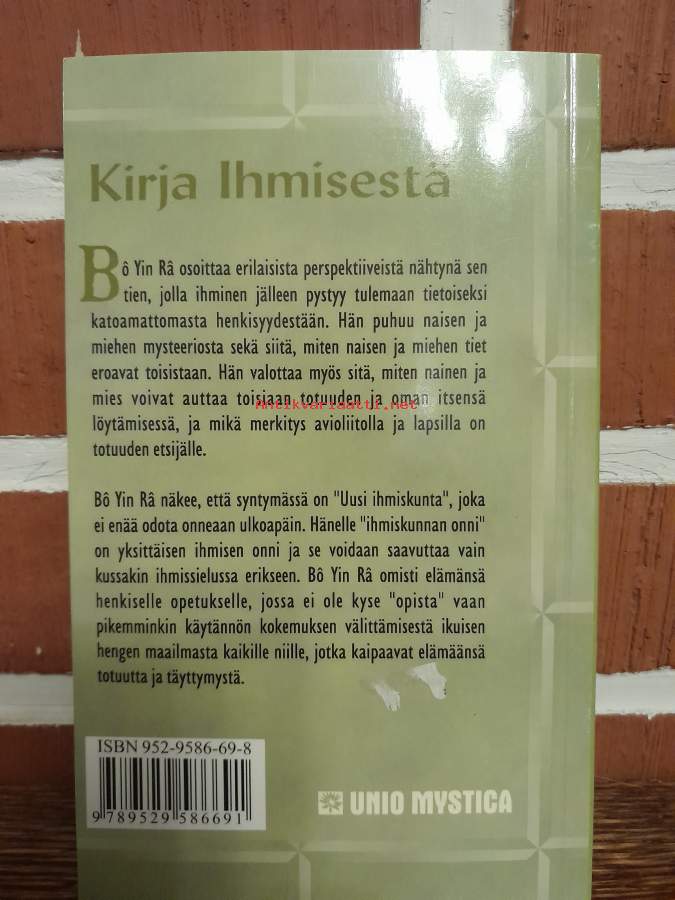 Kirja Ihmisestä
Bô Yin Râ osoittaa erilaisista perspektiiveistä nähtynä sen
tien, jolla ihminen jälleen pystyy tulemaan tietoiseksi
katoamattomasta henkisyydestään. Hän puhuu naisen ja
miehen mysteeriosta sekä siitä, miten naisen ja miehen tiet
eroavat toisistaan. Hän valottaa myös sitä, miten nainen ja
mies voivat auttaa toisiaan totuuden ja oman itsensä
Antikvariaatti.net
löytämisessä, ja mikä merkitys avioliitolla ja lapsilla on
totuuden etsijälle.
Bô Yin Râ näkee, että syntymässä on "Uusi ihmiskunta", joka
ei enää odota onneaan ulkoapäin. Hänelle "ihmiskunnan onni"
on yksittäisen ihmisen onni ja se voidaan saavuttaa vain
kussakin ihmissielussa erikseen. Bô Yin Râ omisti elämänsä
henkiselle opetukselle, jossa ei ole kyse "opista" vaan
pikemminkin käytännön kokemuksen välittämisestä ikuisen
hengen maailmasta kaikille niille, jotka kaipaavat elämäänsä
totuutta ja täyttymystä.
ISBN 952-9586-69-8
9 789529 586691
UNIO MYSTICA